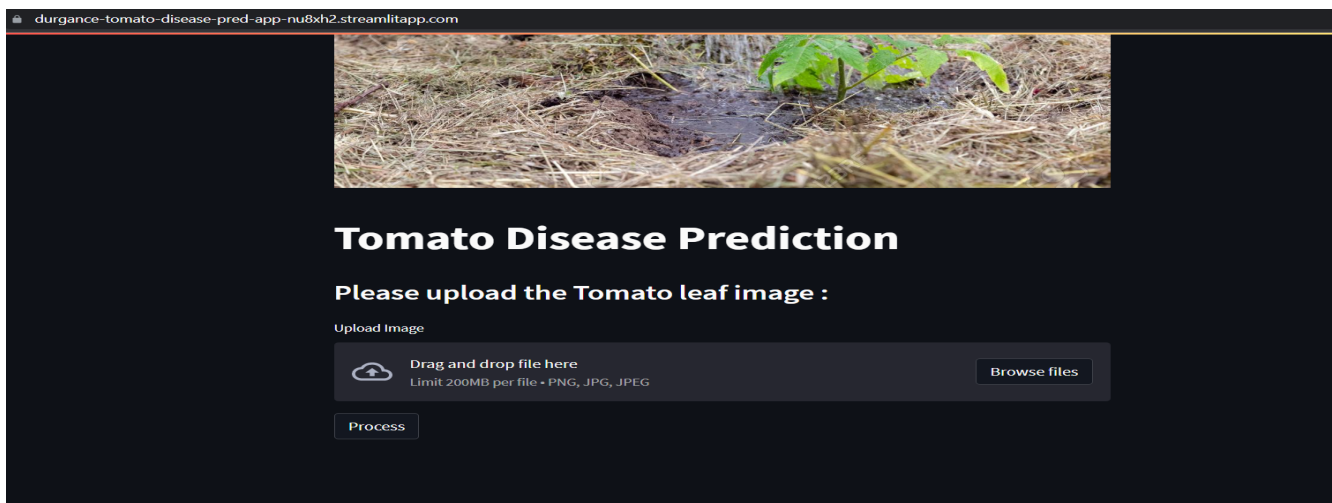 durgance-tomato-disease-pred-app-nu8xh2.streamlitapp.com
Tomato Disease Prediction
Please upload the Tomato leaf image :
Upload Image
Drag and drop file here
Limit 200MB per file • PNG, JPG, JPEG
Browse files
Process